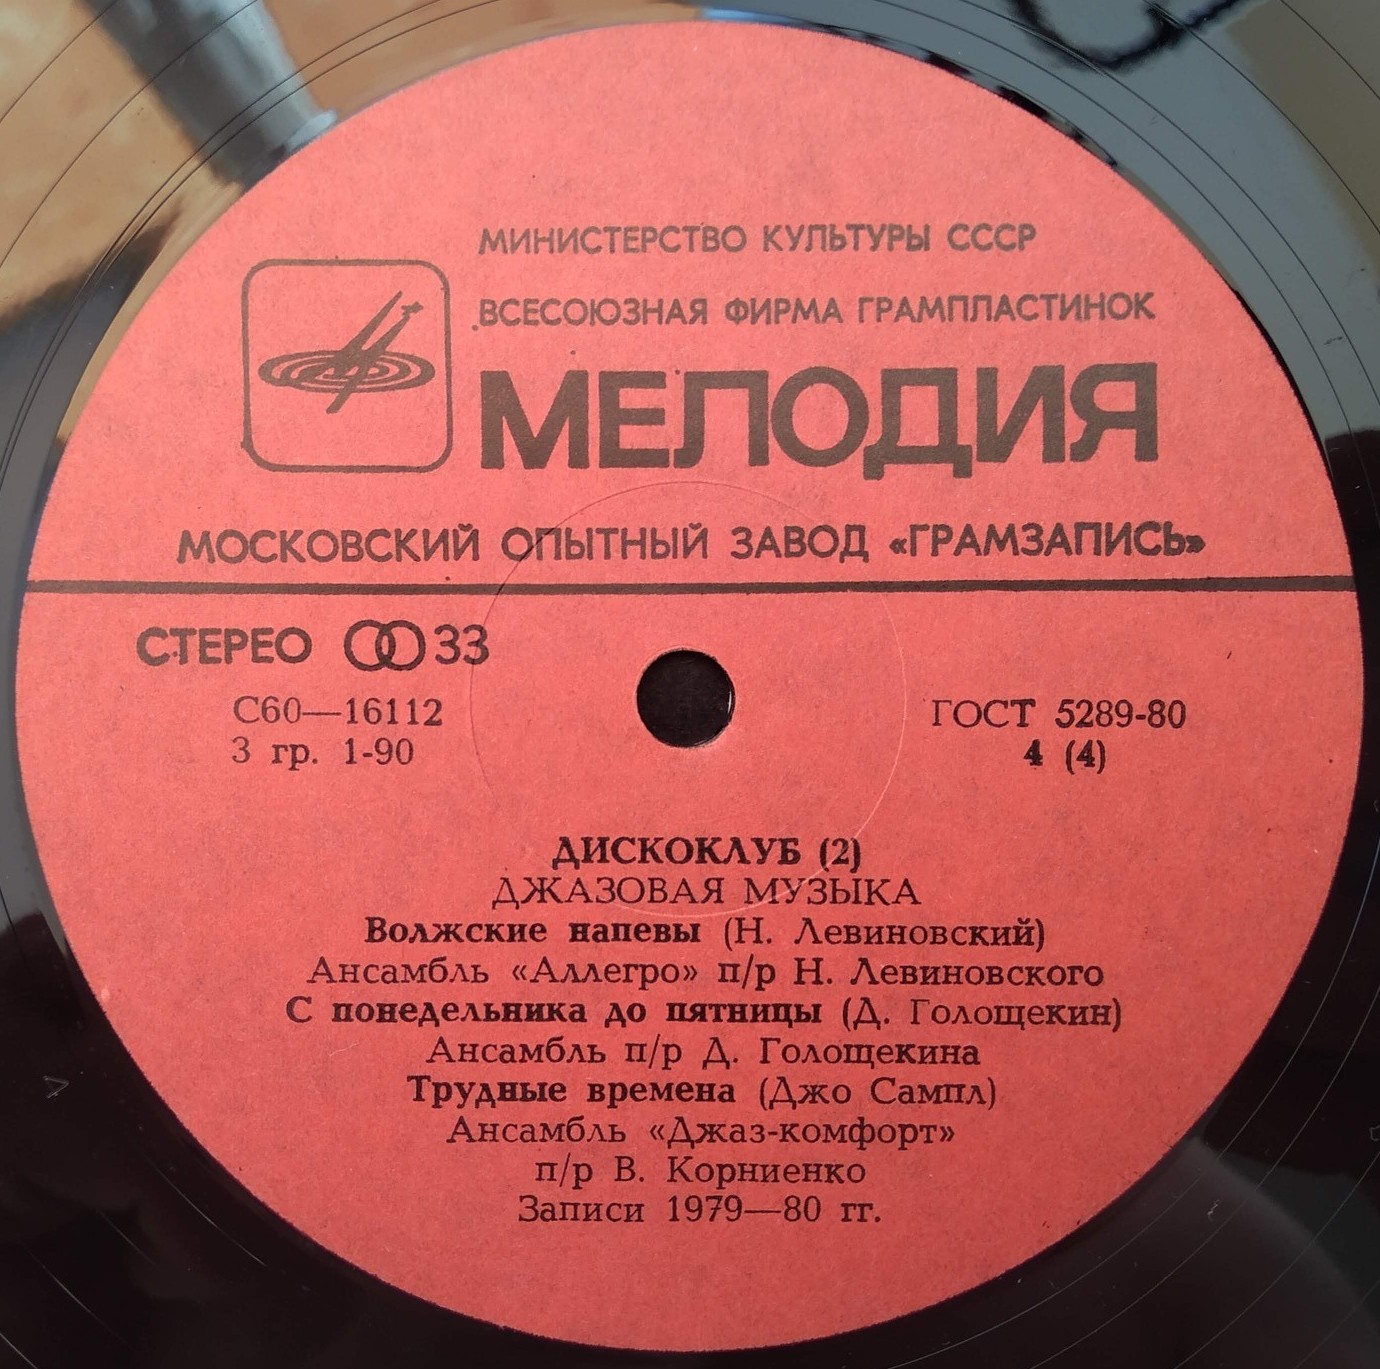 МИНИСТЕРСТВО КУЛЬТУРЫ СССР
ВСЕСОЮЗНАЯ ФИРМА ГРАМПЛАСТИНОК
МЕЛОДИЯ
МОСКОВСКИЙ ОПЫТНЫЙ ЗАВОД «ГРАМЗАПИСЬ»
СТЕРЕО 33
С60—16112 ГОСТ 5289-80
3 гр. 1-90 4 (4)
ДИСКОКЛУБ (2)
ДЖАЗОВАЯ МУЗЫКА
Волжские напевы (Н. Левиновский)
Ансамбль «Аллегро» п/р Н. Левиновского
С понедельника до пятницы (Д. Голощекин)
Ансамбль п/р Д. Голощекина
Трудные времена (Джо Сампл)
Ансамбль «Джаз-комфорт»
п/р В. Корниенко
Записи 1979—80 гг.